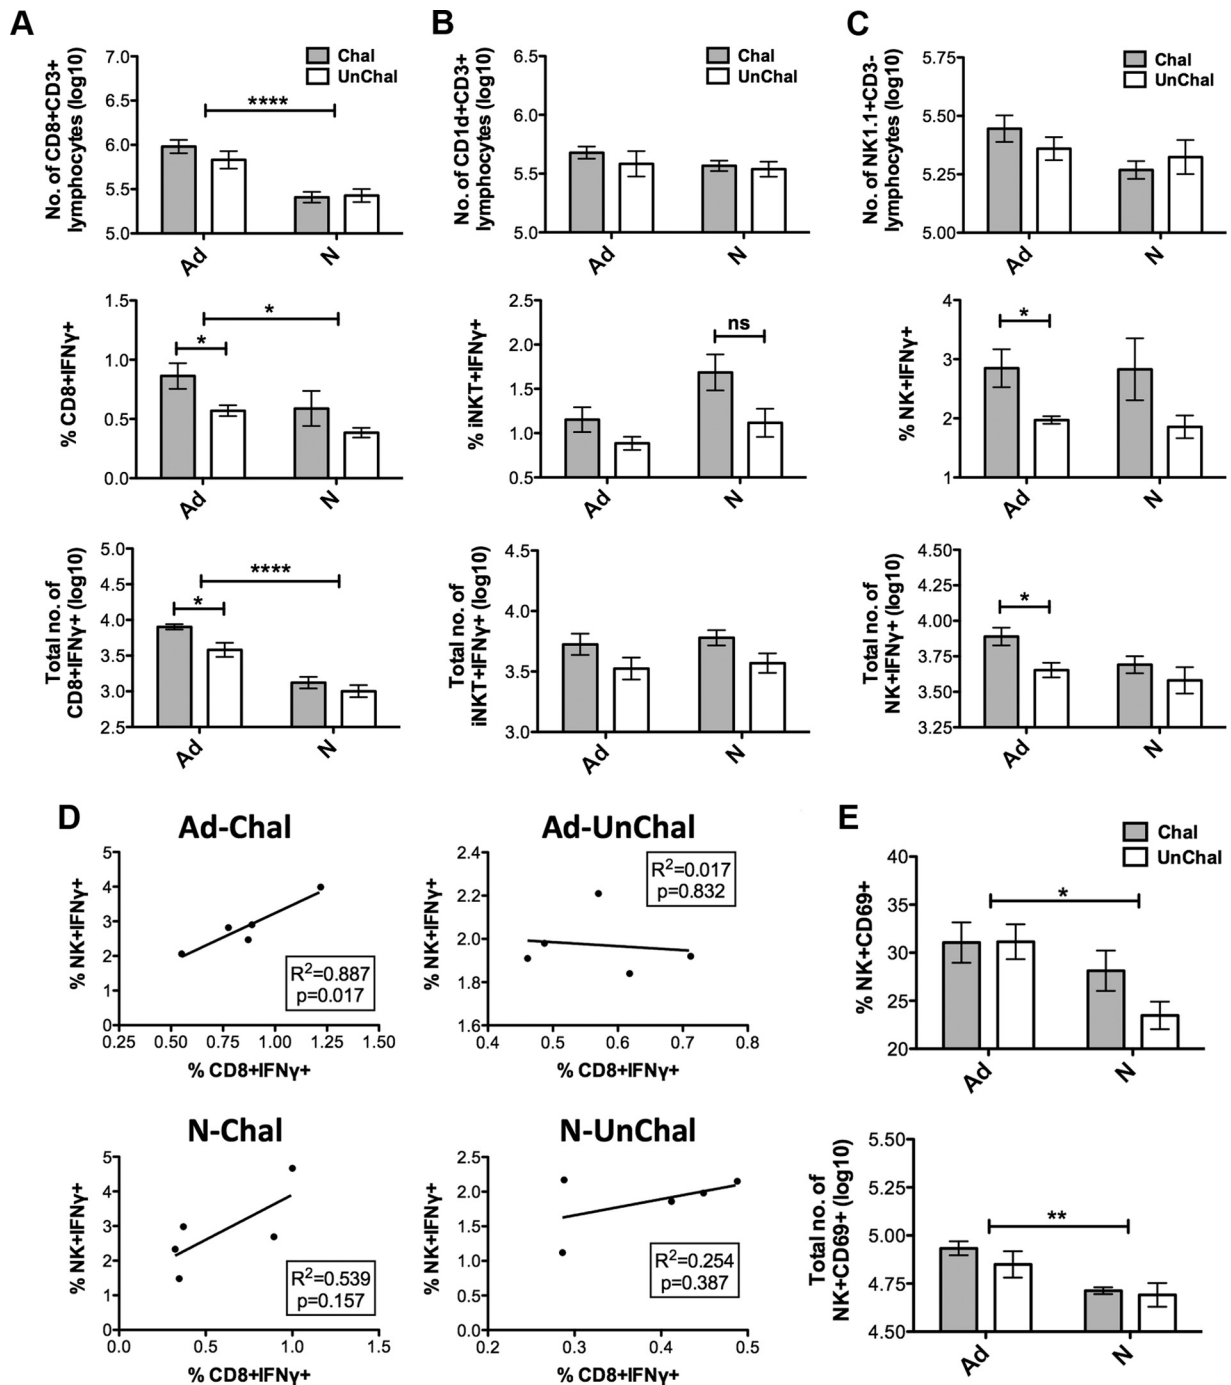 A
No. of CD8+CD3+
lymphocytes (log10)
7.0
6.5
6.0
5.5
5.0
Chal
UnChal
****
Ad
N
B
No. of CD1d+CD3+
lymphocytes (log10)
6.5
6.0
5.5
5.0
Chal
UnChal
Ad
N
C
No. of NK1.1+CD3-
lymphocytes (log10)
5.75
5.50
5.25
5.00
Chal
UnChal
Ad
N
% CD8+IFNγ+
1.5
1.0
0.5
0.0
*
*
Ad
N
% iNKT+IFNγ+
2.5
2.0
1.5
1.0
0.5
ns
Ad
N
% NK+IFNγ+
4
3
2
1
*
Ad
N
Total no. of
CD8+IFNγ+ (log10)
5.0
4.5
4.0
3.5
3.0
2.5
****
*
Ad
N
Total no. of
iNKT+IFNγ+ (log10)
4.5
4.0
3.5
3.0
Ad
N
Total no. of
NK+IFNγ+ (log10)
4.50
4.25
4.00
3.75
3.50
3.25
*
Ad
N
D
Ad-Chal
% NK+IFNγ+
5
4
3
2
1
0
R²=0.887
p=0.017
0.25 0.50 0.75 1.00 1.25 1.50
% CD8+IFNγ+
Ad-UnChal
% NK+IFNγ+
2.4
2.2
2.0
1.8
1.6
R²=0.017
p=0.832
0.4 0.5 0.6 0.7 0.8
% CD8+IFNγ+
N-Chal
% NK+IFNγ+
5
4
3
2
1
0
R²=0.539
p=0.157
0.0 0.5 1.0 1.5
% CD8+IFNγ+
N-UnChal
% NK+IFNγ+
2.5
2.0
1.5
1.0
0.5
0.0
R²=0.254
p=0.387
0.2 0.3 0.4 0.5
% CD8+IFNγ+
E
Chal
UnChal
% NK+CD69+
40
35
30
25
20
*
Ad
N
Total no. of
NK+CD69+ (log10)
5.50
5.25
5.00
4.75
4.50
**
Ad
N